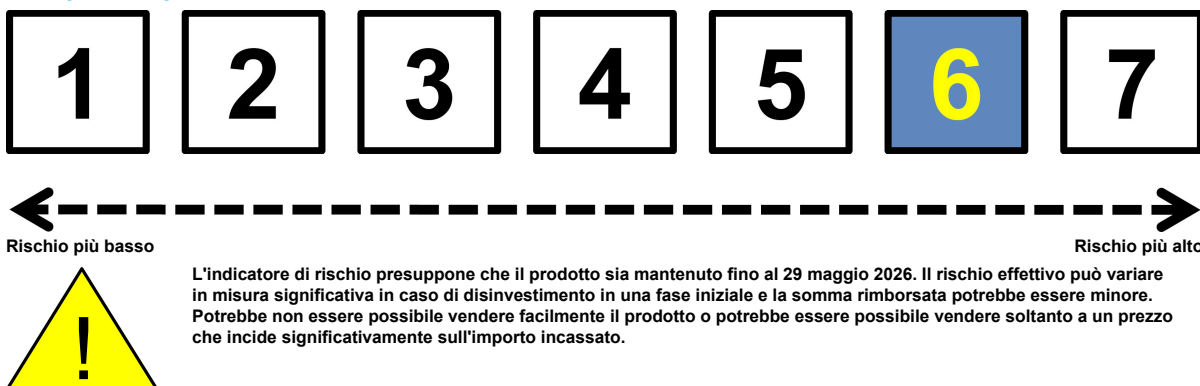 1 2 3 4 5 6 7
Rischio più basso Rischio più alto
L'indicatore di rischio presuppone che il prodotto sia mantenuto fino al 29 maggio 2026. Il rischio effettivo può variare
in misura significativa in caso di disinvestimento in una fase iniziale e la somma rimborsata potrebbe essere minore.
Potrebbe non essere possibile vendere facilmente il prodotto o potrebbe essere possibile vendere soltanto a un prezzo
che incide significativamente sull'importo incassato.
!